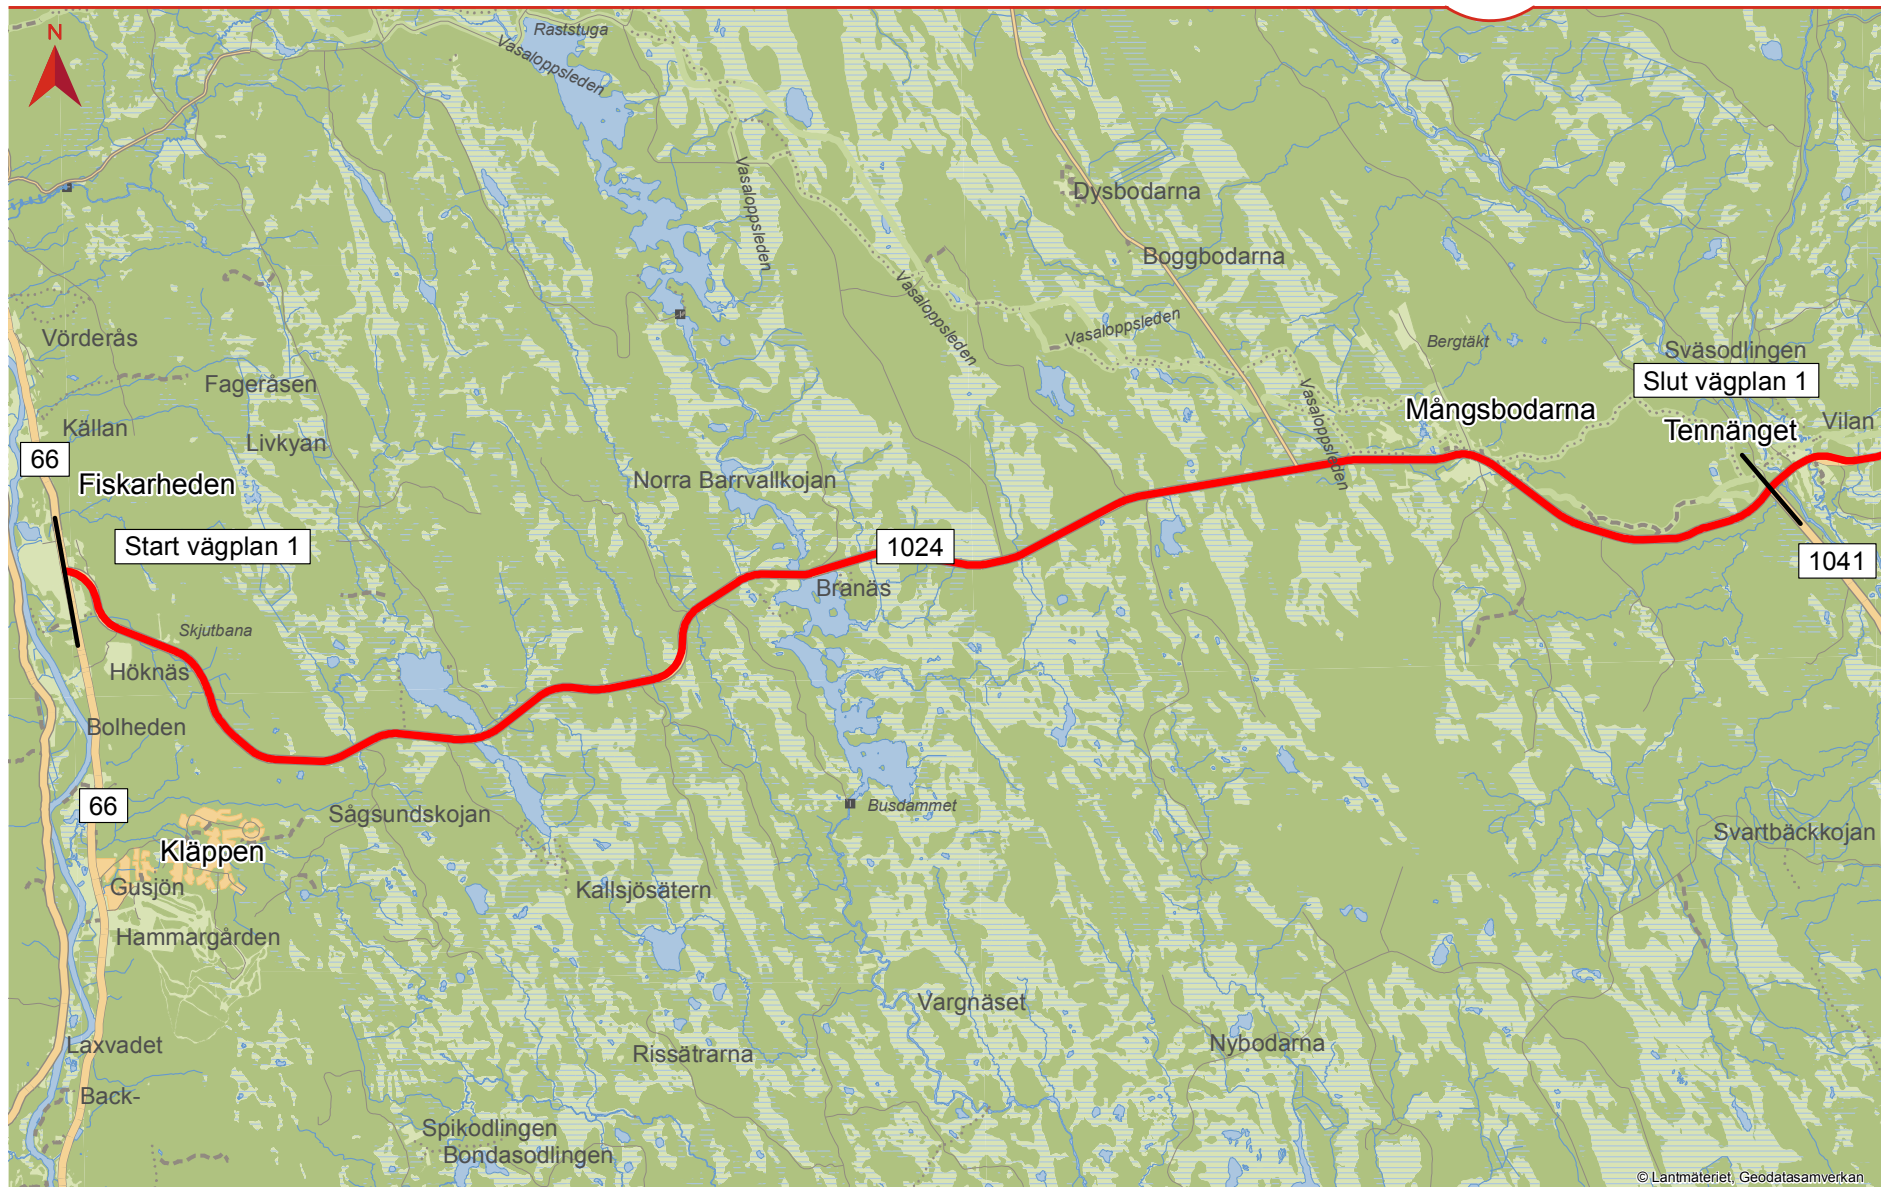 Raststuga
N
Vasaloppsleden
Vasaloppsleden
Dysbodarna
Boggbodarna
Vasaloppsleden
Vasaloppsleden
Vörderås
Bergtäkt
Sväsodlingen
Fageråsen
Slut vägplan 1
Vasaloppsleden
Mångsbodarna
Källan
Vilan
Tennänget
Livkyan
66
Norra Barrvallkojan
Fiskarheden
Start vägplan 1
1024
1041
Branäs
Skjutbana
Höknäs
Bolheden
66
Busdammet
Sågsundskojan
Svartbäckkojan
Kläppen
Gusjön
Kallsjösätern
Hammargården
Vargnäset
Laxvadet
Nybodarna
Rissätrarna
Back-
Spikodlingen
Bondasodlingen
© Lantmäteriet, Geodatasamverkan